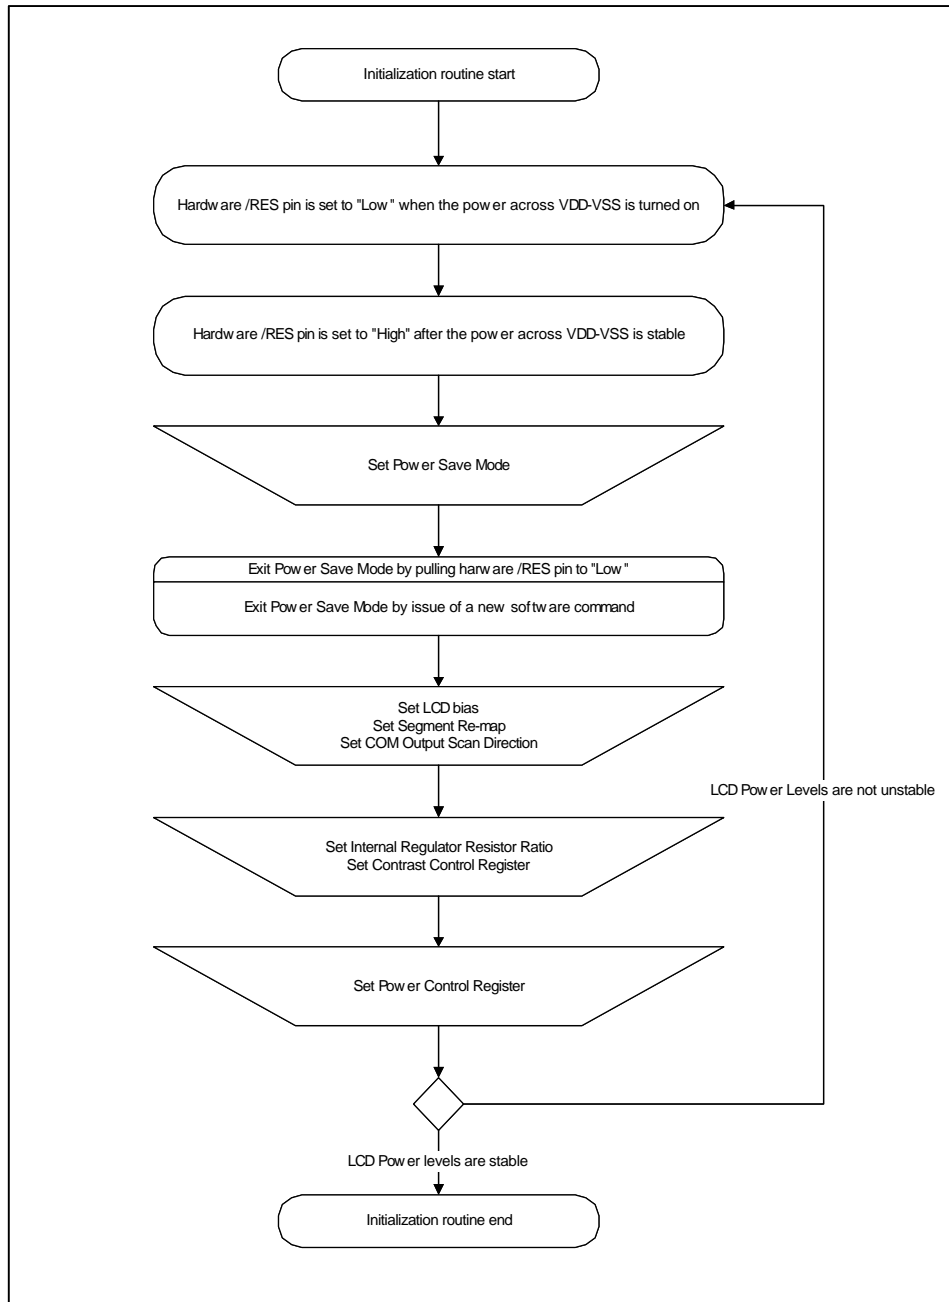 Initialization routine start
Hardware /RES pin is set to "Low" when the power across VDD-VSS is turned on
Hardware /RES pin is set to "High" after the power across VDD-VSS is stable
Set Power Save Mode
Exit Power Save Mode by pulling harware /RES pin to "Low"
Exit Power Save Mode by issue of a new software command
Set LCD bias
Set Segment Re-map
Set COM Output Scan Direction
LCD Power Levels are not unstable
Set Internal Regulator Resistor Ratio
Set Contrast Control Register
Set Power Control Register
LCD Power levels are stable
Initialization routine end